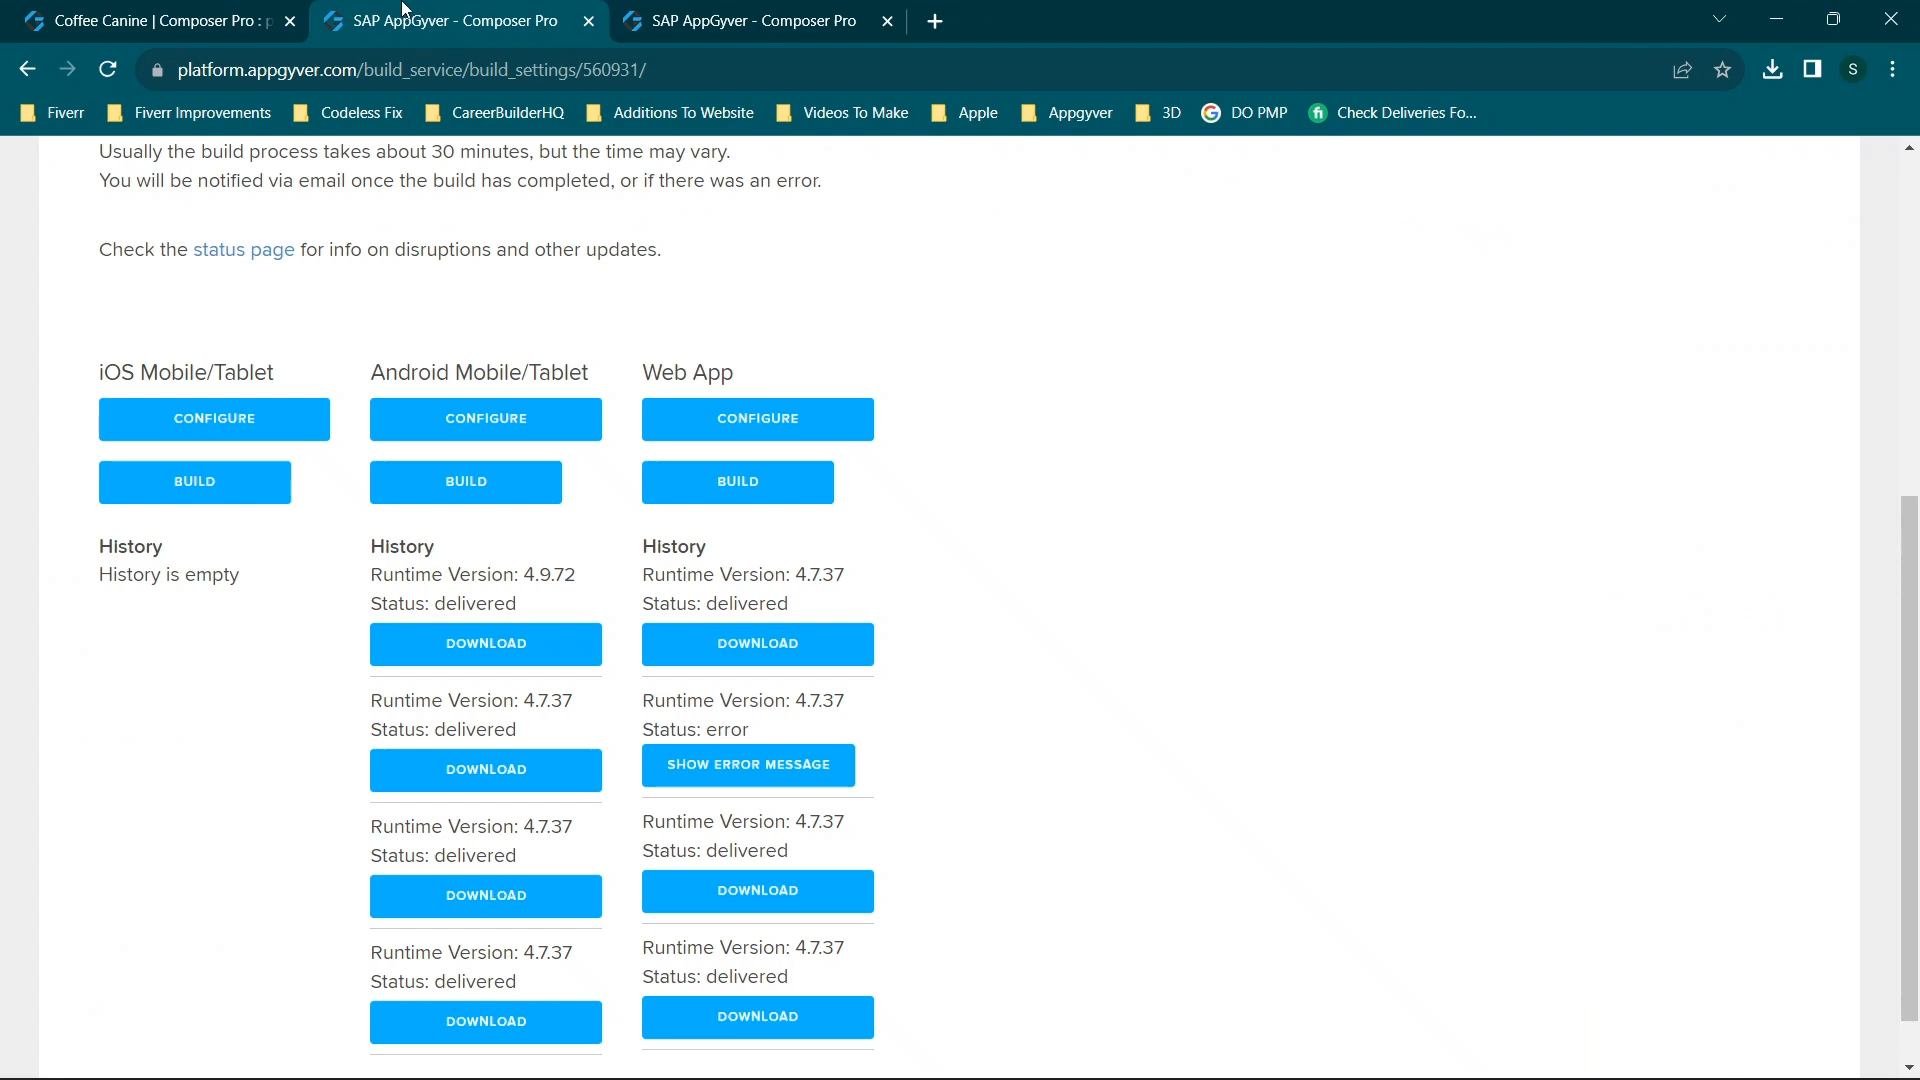 Coffee Canine | Composer Pro :
SAP AppGyver - Composer Pro
SAP AppGyver - Composer Pro
platform.appgyver.com/build_service/build_settings/560931/
S
Fiverr
Fiverr Improvements
Codeless Fix
CareerBuilderHQ
Additions To Website
Videos To Make
Apple
Appgyver
3D
DO PMP
Check Deliveries Fo...
Usually the build process takes about 30 minutes, but the time may vary.
You will be notified via email once the build has completed, or if there was an error.
Check the status page for info on disruptions and other updates.
iOS Mobile/Tablet
CONFIGURE
BUILD
History
History is empty
Android Mobile/Tablet
CONFIGURE
BUILD
History
Runtime Version: 4.9.72
Status: delivered
DOWNLOAD
Runtime Version: 4.7.37
Status: delivered
DOWNLOAD
Runtime Version: 4.7.37
Status: delivered
DOWNLOAD
Runtime Version: 4.7.37
Status: delivered
DOWNLOAD
Web App
CONFIGURE
BUILD
History
Runtime Version: 4.7.37
Status: delivered
DOWNLOAD
Runtime Version: 4.7.37
Status: error
SHOW ERROR MESSAGE
Runtime Version: 4.7.37
Status: delivered
DOWNLOAD
Runtime Version: 4.7.37
Status: delivered
DOWNLOAD